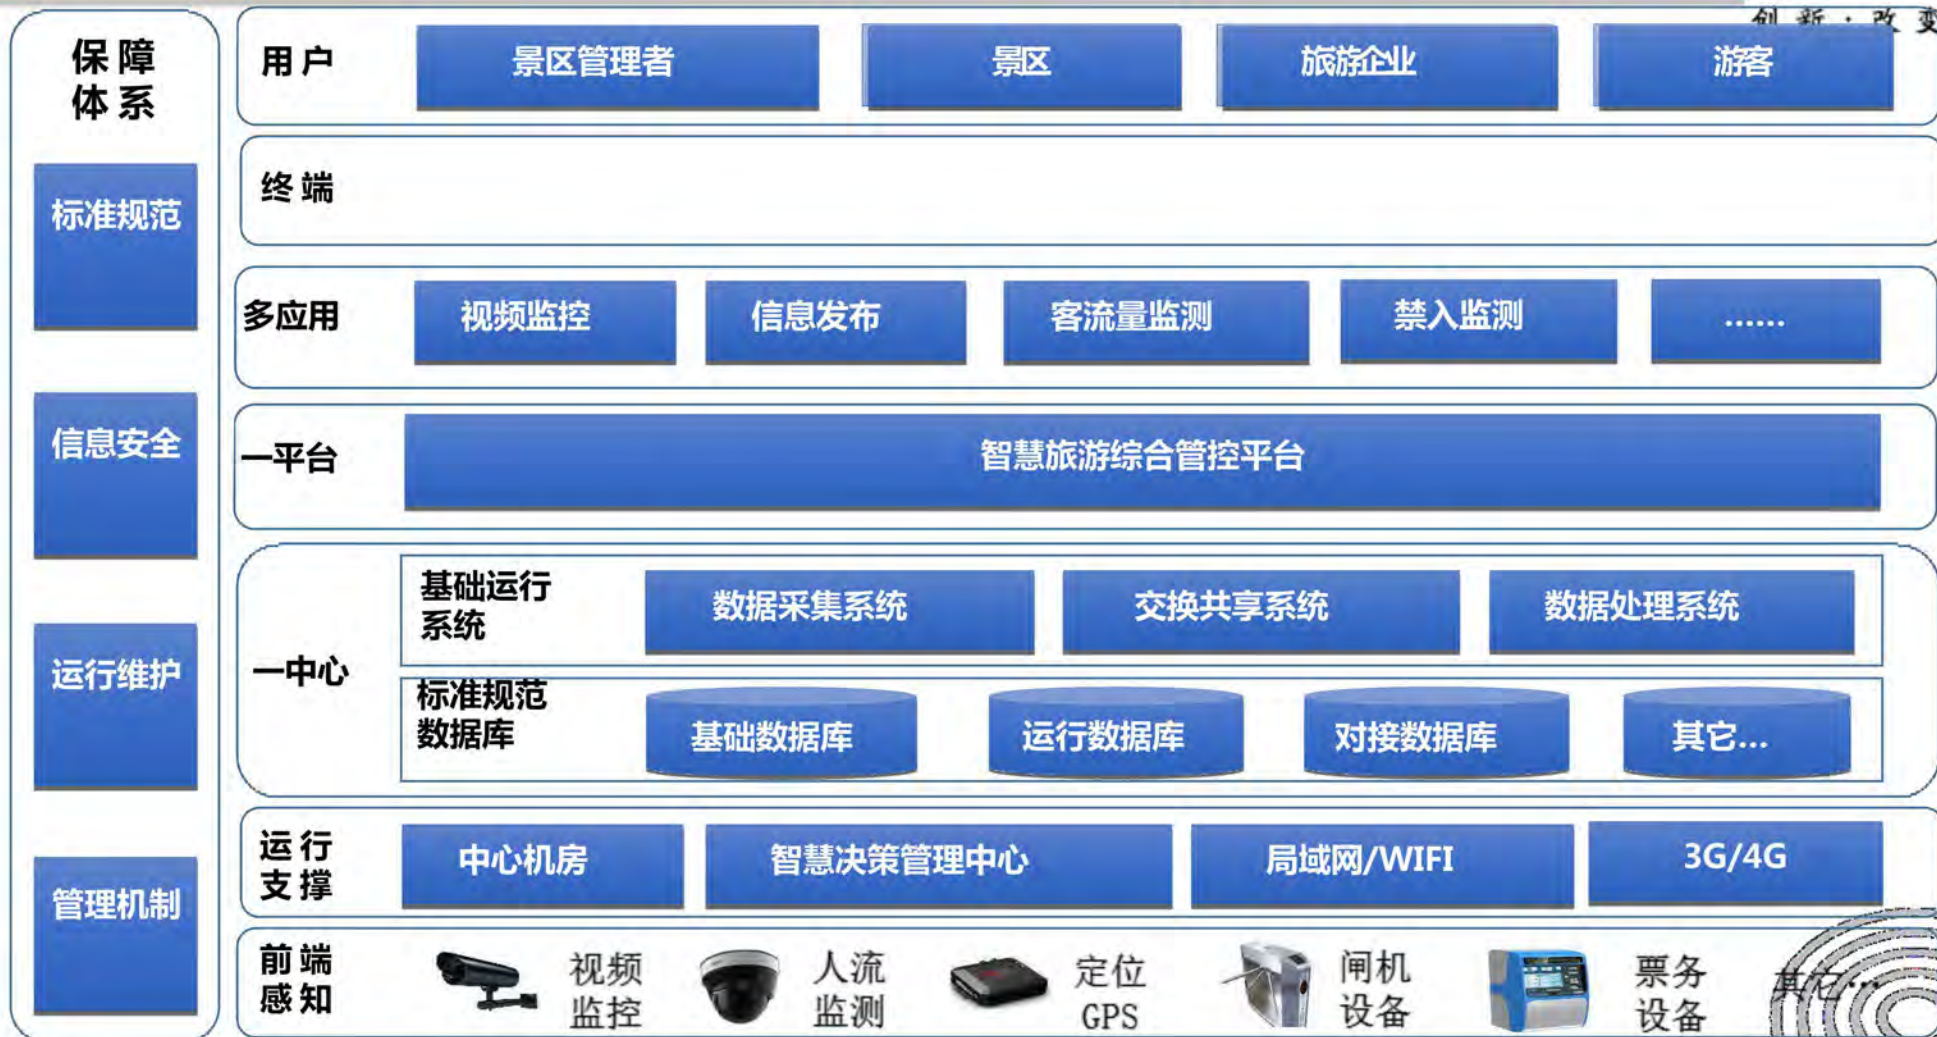 创 新 · 改 变
保 障
体 系
标准规范
信息安全
运行维护
管理机制
用 户
景区管理者
景区
旅游企业
游客
终 端
多应用
视频监控
信息发布
客流量监测
禁入监测
......
一平台
智慧旅游综合管控平台
一中心
基础运行
系统
数据采集系统
交换共享系统
数据处理系统
标准规范
数据库
基础数据库
运行数据库
对接数据库
其它...
运 行
支 撑
中心机房
智慧决策管理中心
局域网/WIFI
3G/4G
前 端
感 知
视频
监控
人流
监测
定位
GPS
闸机
设备
票务
设备
其它...